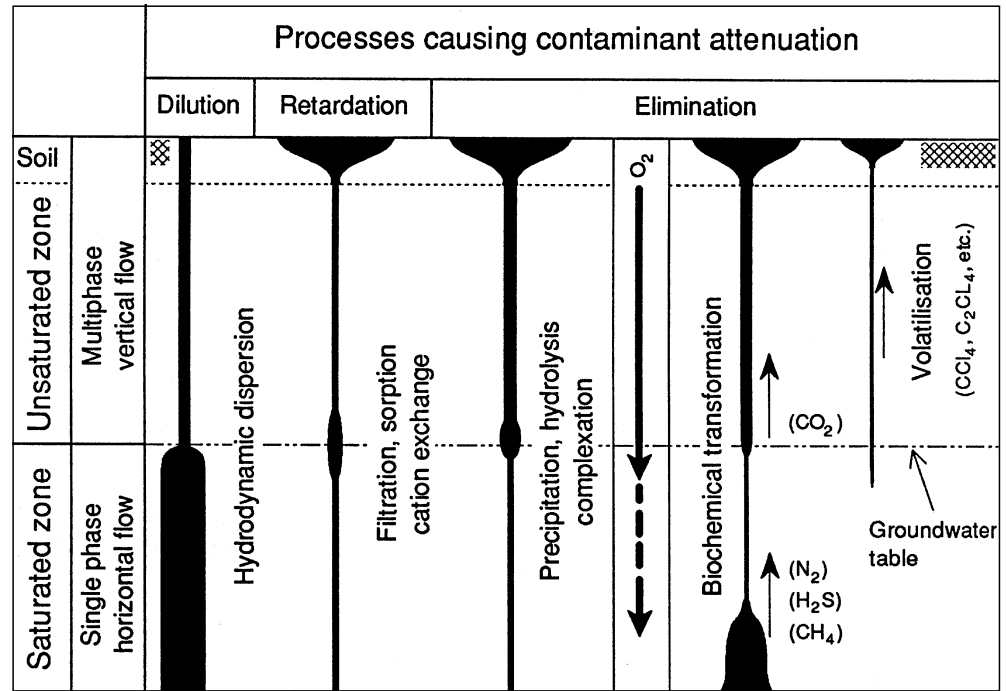 Processes causing contaminant attenuation
Dilution
Retardation
Elimination
Soil
Unsaturated zone
Multiphase
vertical flow
Saturated zone
Single phase
horizontal flow
Hydrodynamic dispersion
Filtration, sorption
cation exchange
Precipitation, hydrolysis
complexation
O₂
Biochemical transformation
(CO₂)
(N₂)
(H₂S)
(CH₄)
Volatilisation
(CCl₄, C₂CL₄, etc.)
Groundwater
table